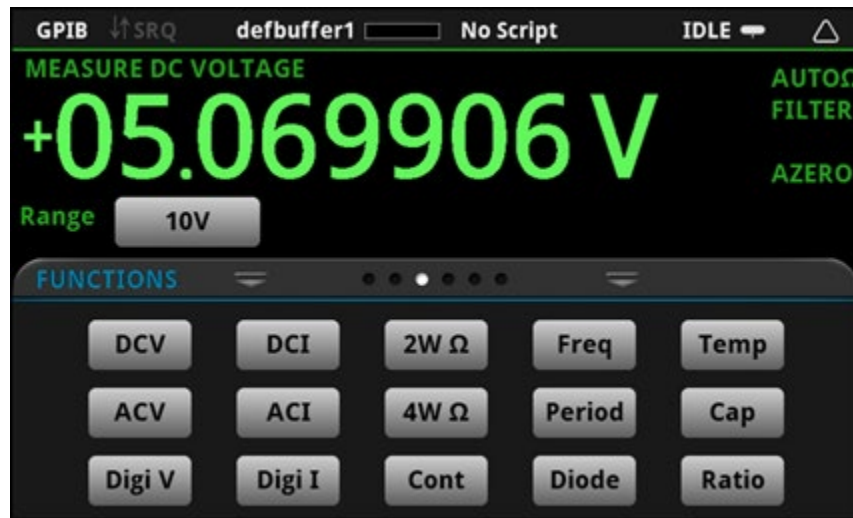 GPIB ↓↑SRQ defbuffer1 No Script IDLE
MEASURE DC VOLTAGE
AUTOΩ
+05.069906 V
FILTER
AZERO
Range 10V
FUNCTIONS
DCV DCI 2W Ω Freq Temp
ACV ACI 4W Ω Period Cap
Digi V Digi I Cont Diode Ratio